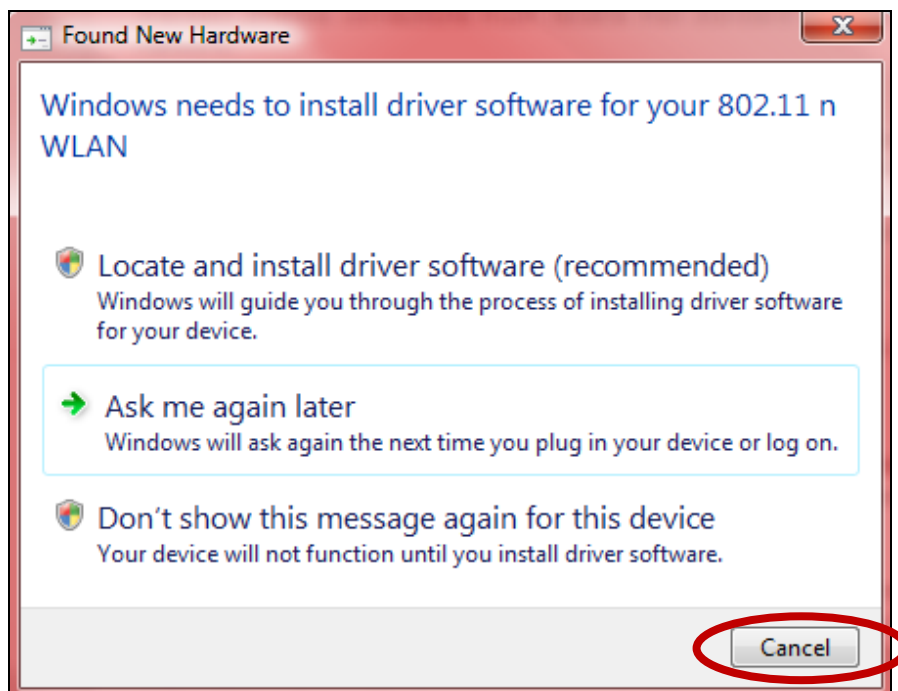 Found New Hardware
Windows needs to install driver software for your 802.11 n
WLAN
Locate and install driver software (recommended)
Windows will guide you through the process of installing driver software
for your device.
Ask me again later
Windows will ask again the next time you plug in your device or log on.
Don't show this message again for this device
Your device will not function until you install driver software.
Cancel